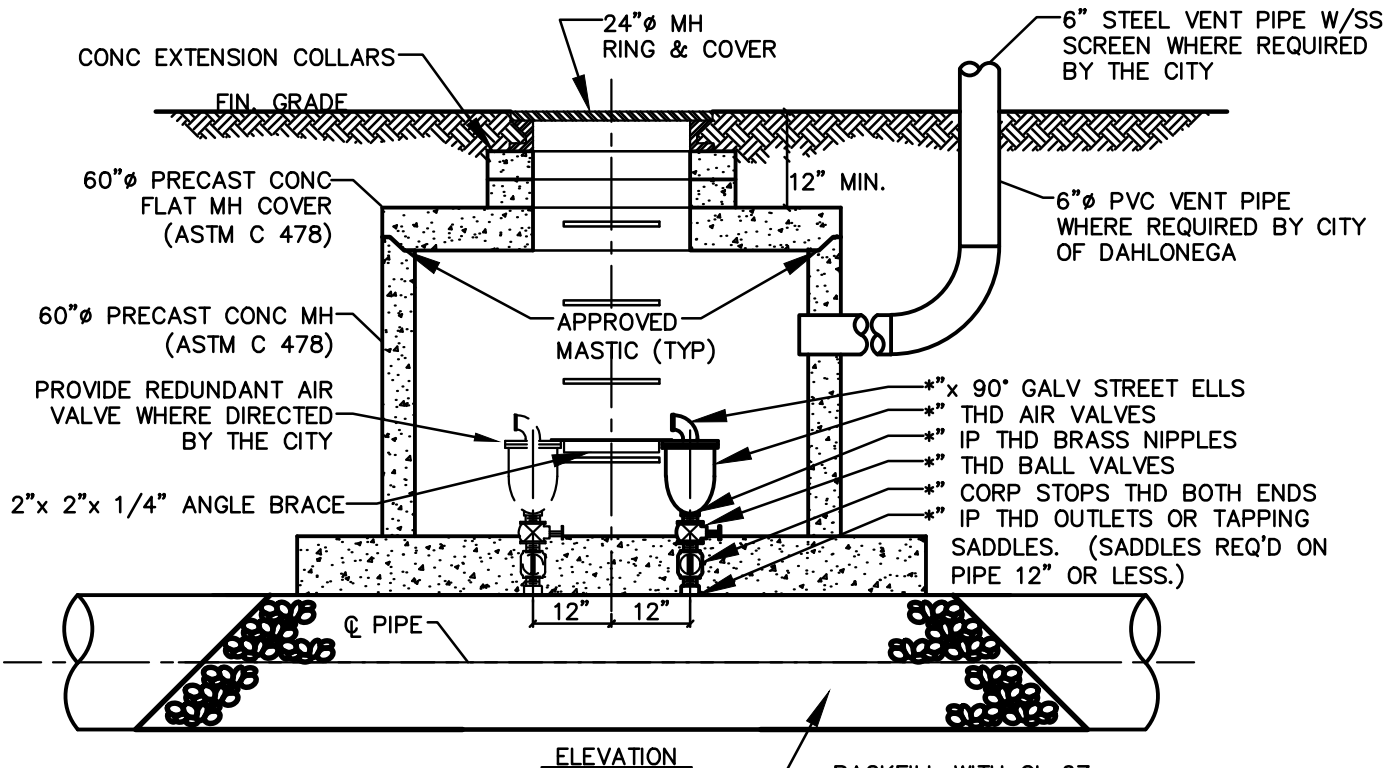 24"ø MH
RING & COVER
6" STEEL VENT PIPE W/SS
SCREEN WHERE REQUIRED
BY THE CITY
CONC EXTENSION COLLARS
FIN. GRADE
60"ø PRECAST CONC
FLAT MH COVER
(ASTM C 478)
12" MIN.
6"ø PVC VENT PIPE
WHERE REQUIRED BY CITY
OF DAHLONEGA
60"ø PRECAST CONC MH
(ASTM C 478)
APPROVED
MASTIC (TYP)
PROVIDE REDUNDANT AIR
VALVE WHERE DIRECTED
BY THE CITY
2"x 2"x 1/4" ANGLE BRACE
*"x 90° GALV STREET ELLS
*" THD AIR VALVES
*" IP THD BRASS NIPPLES
*" THD BALL VALVES
*" CORP STOPS THD BOTH ENDS
*" IP THD OUTLETS OR TAPPING
SADDLES. (SADDLES REQ'D ON
PIPE 12" OR LESS.)
12" 12"
℄ PIPE
ELEVATION
BACKFILL WITH